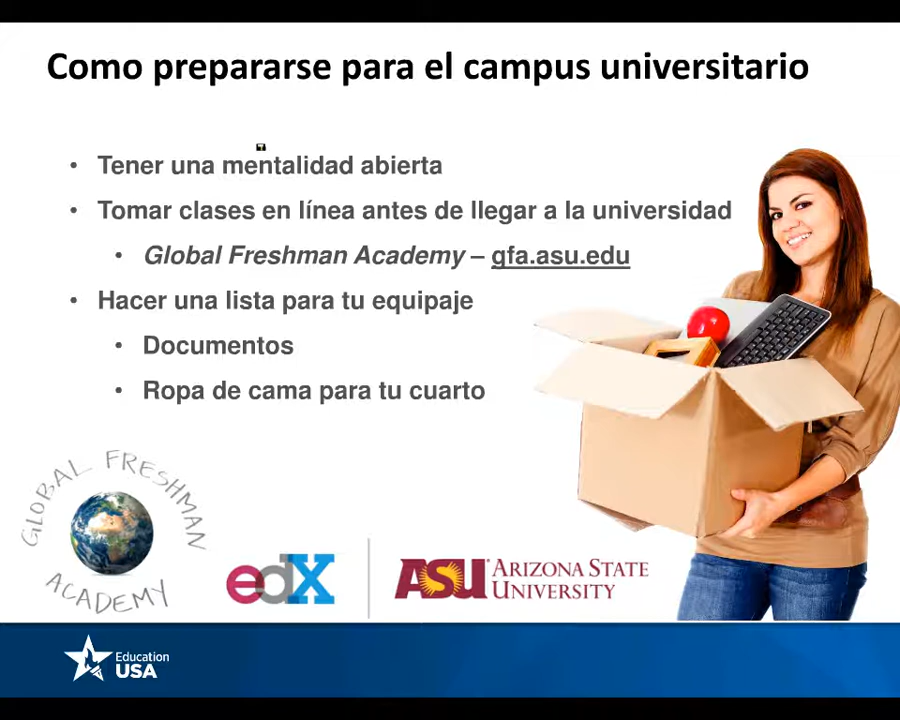 Como prepararse para el campus universitario
• Tener una mentalidad abierta
• Tomar clases en línea antes de llegar a la universidad
• Global Freshman Academy – gfa.asu.edu
• Hacer una lista para tu equipaje
• Documentos
• Ropa de cama para tu cuarto
GLOBAL FRESHMAN
ACADEMY
edX
ASU ARIZONA STATE
UNIVERSITY
Education
USA